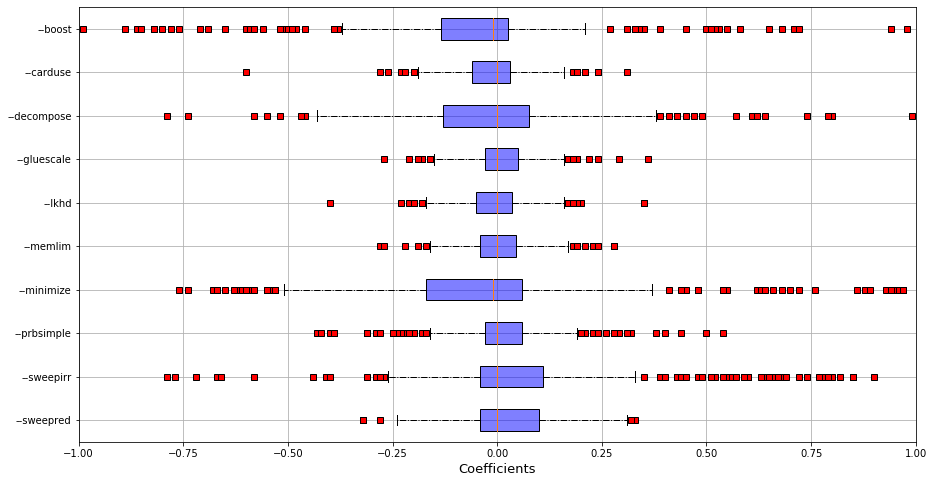 −−boost
−−carduse
−−decompose
−−gluescale
−−lkhd
−−memlim
−−minimize
−−prbsimple
−−sweepirr
−−sweepred
−1.00 −0.75 −0.50 −0.25 0.00 0.25 0.50 0.75 1.00
Coefficients